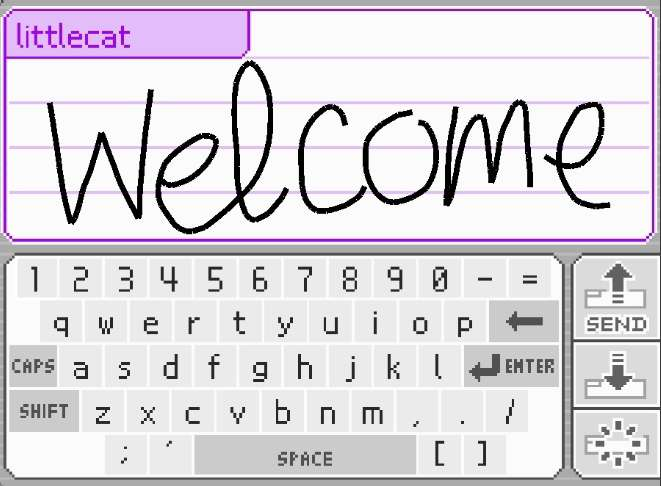 littlecat
Welcome
1 2 3 4 5 6 7 8 9 0 - =
q w e r t y u i o p
SEND
CAPS a s d f g h j k l ENTER
SHIFT z x c v b n m , . /
; ´ SPACE [ ]